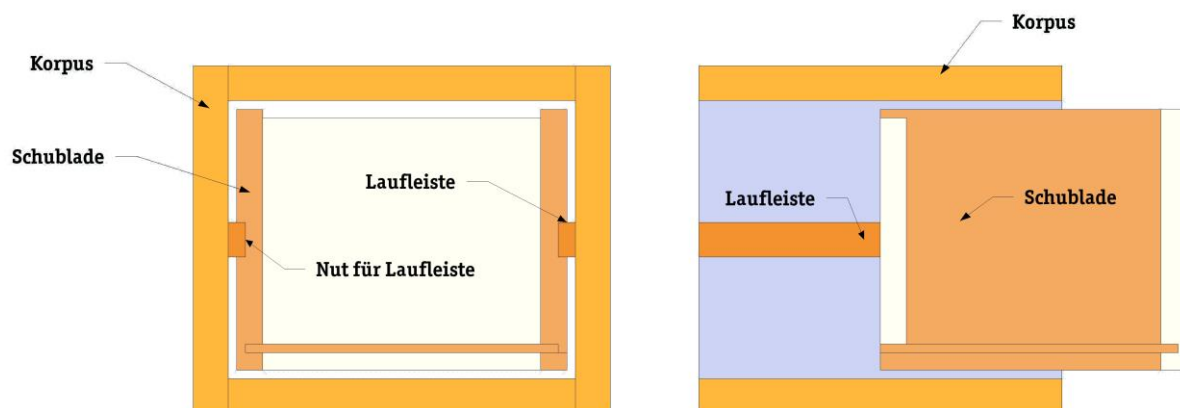 Korpus
Korpus
Schublade
Laufleiste
Nut für Laufleiste
Laufleiste
Schublade